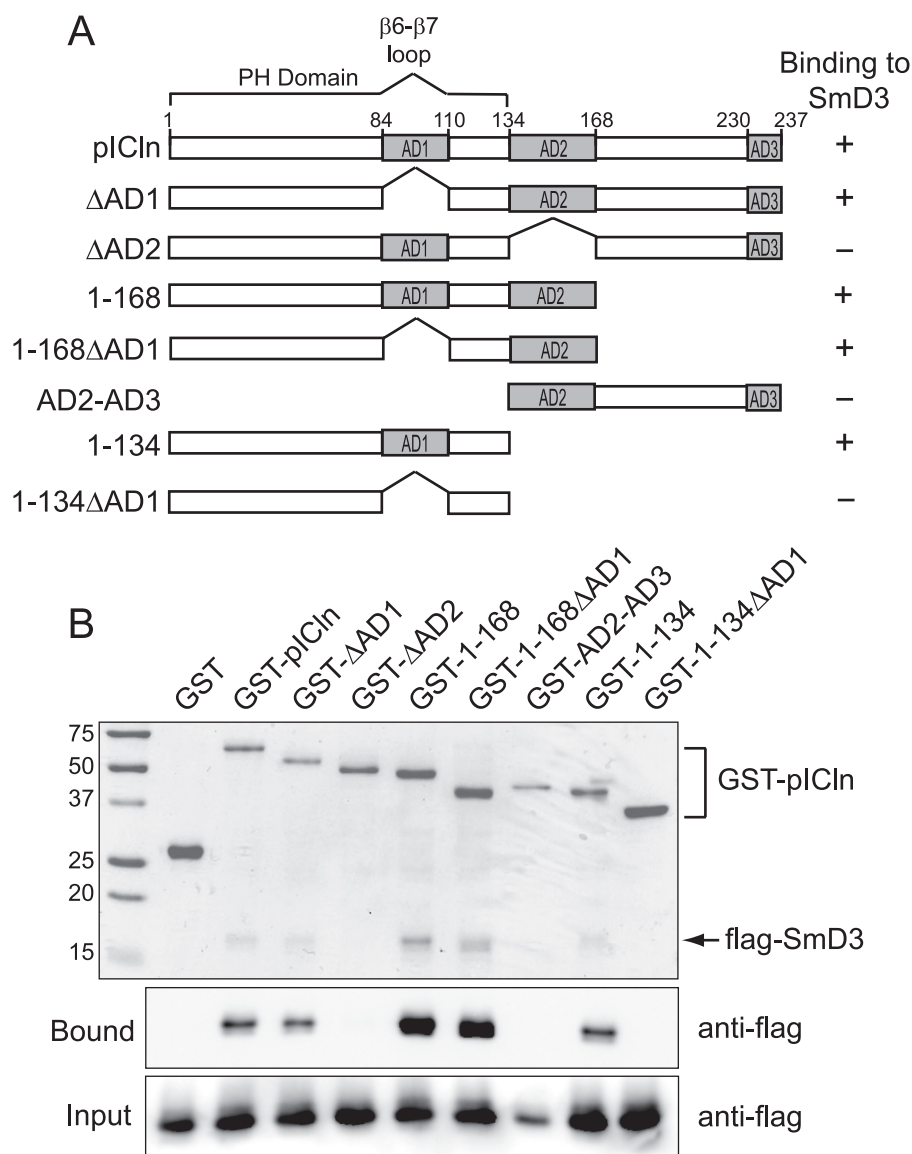 A
β6-β7
loop
PH Domain
Binding to
SmD3
1 84 110 134 168 230 237
pICln AD1 AD2 AD3 +
ΔAD1 AD2 AD3 +
ΔAD2 AD1 AD3 −
1-168 AD1 AD2 +
1-168ΔAD1 AD2 +
AD2-AD3 AD2 AD3 −
1-134 AD1 +
1-134ΔAD1 −
B
GST
GST-pICln
GST-ΔAD1
GST-ΔAD2
GST-1-168
GST-1-168ΔAD1
GST-AD2-AD3
GST-1-134
GST-1-134ΔAD1
75
50
37
25
20
15
GST-pICln
flag-SmD3
Bound anti-flag
Input anti-flag